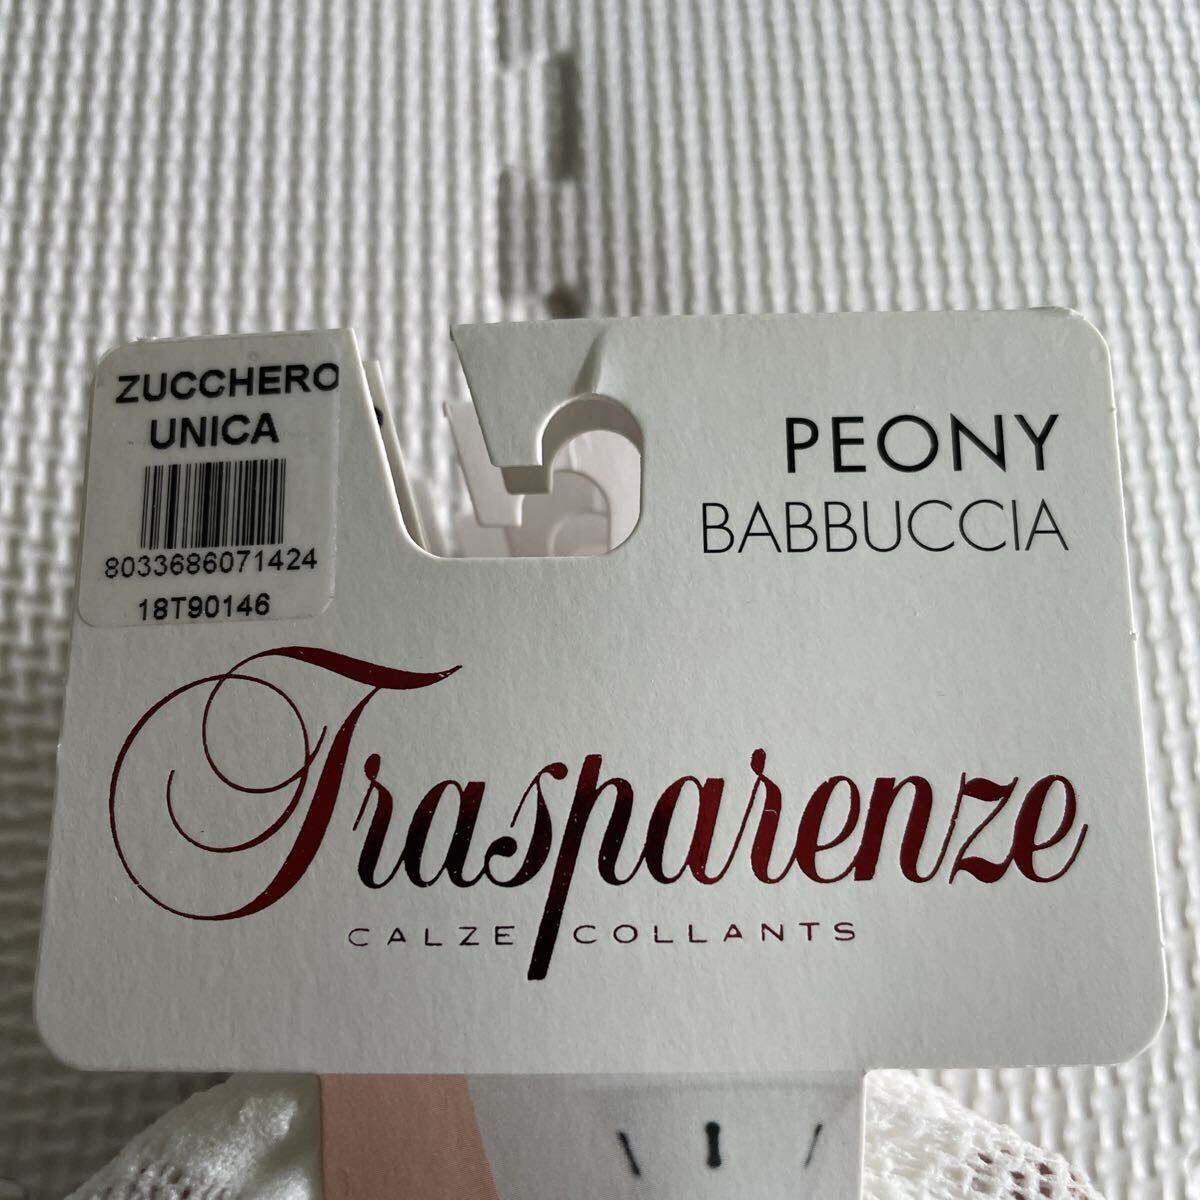 ZUCCHERO
UNICA
8033686071424
18T90146
PEONY
BABBUCCIA
Trasparenze
CALZE COLLANTS